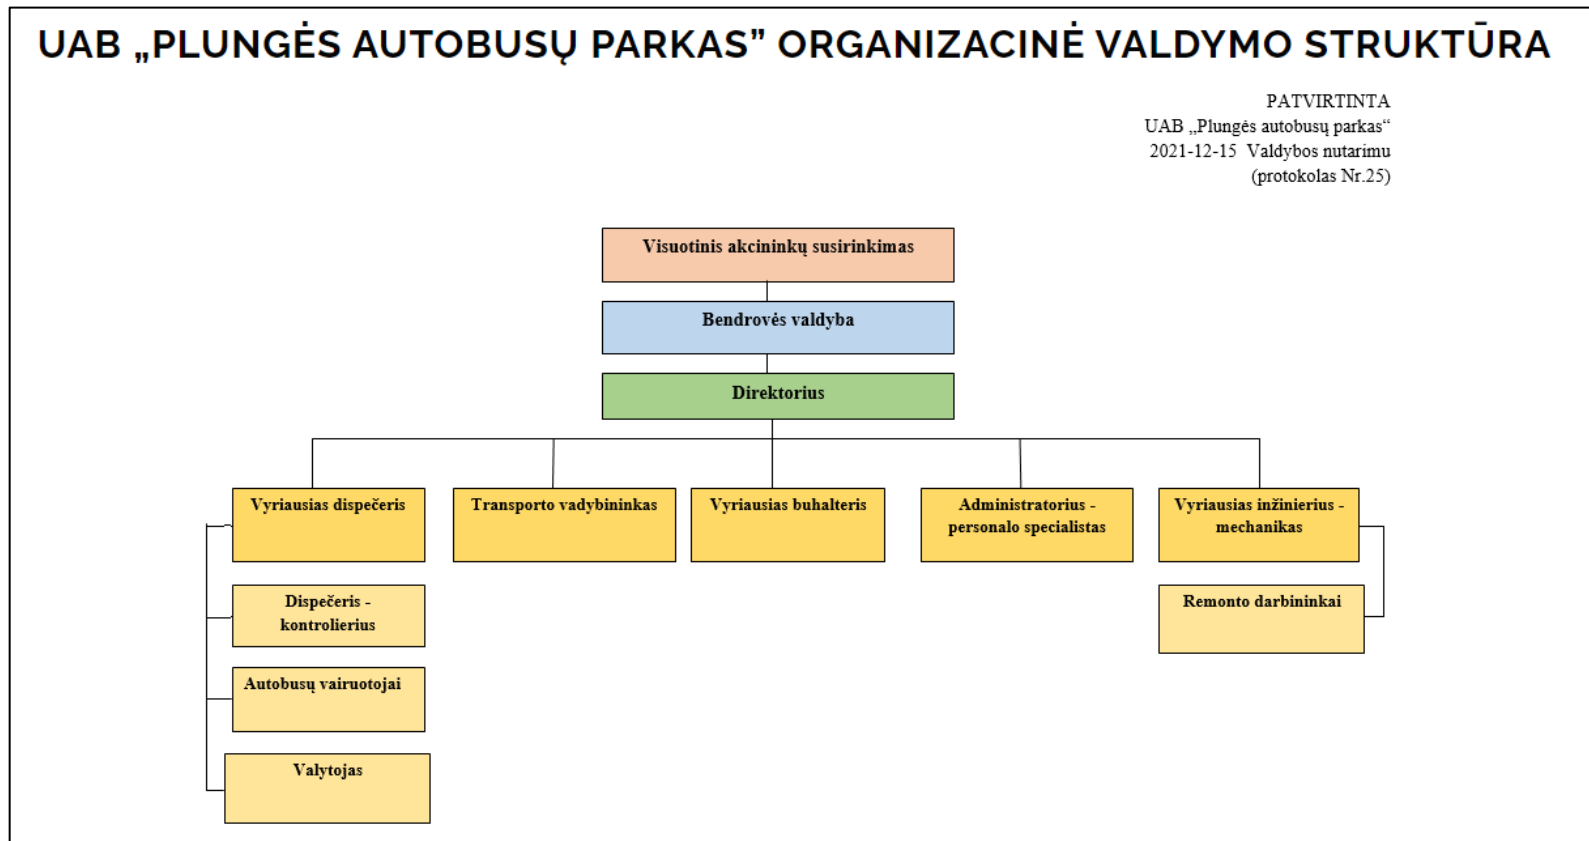 UAB „PLUNGĖS AUTOBUSŲ PARKAS” ORGANIZACINĖ VALDYMO STRUKTŪRA
PATVIRTINTA
UAB „Plungės autobusų parkas“
2021-12-15 Valdybos nutarimu
(protokolas Nr.25)
Visuotinis akcininkų susirinkimas
Bendrovės valdyba
Direktorius
Vyriausias dispečeris
Transporto vadybininkas
Vyriausias buhalteris
Administratorius -
personalo specialistas
Vyriausias inžinierius -
mechanikas
Dispečeris -
kontrolierius
Remonto darbininkai
Autobusų vairuotojai
Valytojas